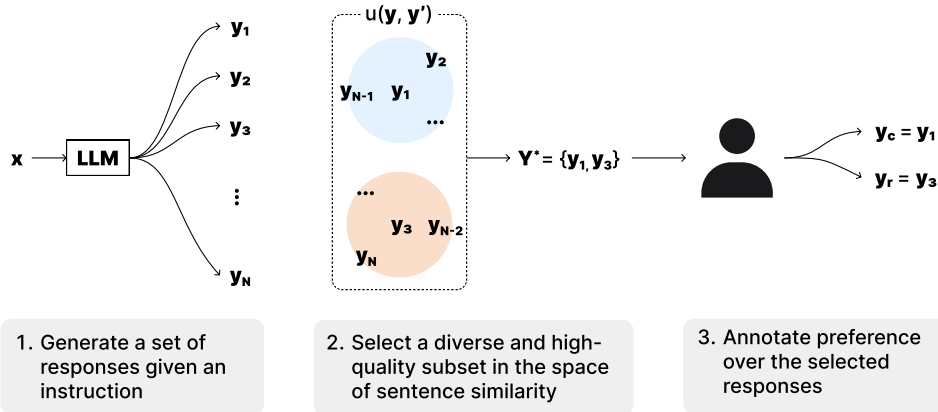 x
LLM
y1
y2
y3
⋮
yN
u(y, y’)
y2
yN-1 y1
...
...
y3 yN-2
yN
Y* = {y1, y3}
yc = y1
yr = y3
1. Generate a set of
responses given an
instruction
2. Select a diverse and high-
quality subset in the space
of sentence similarity
3. Annotate preference
over the selected
responses